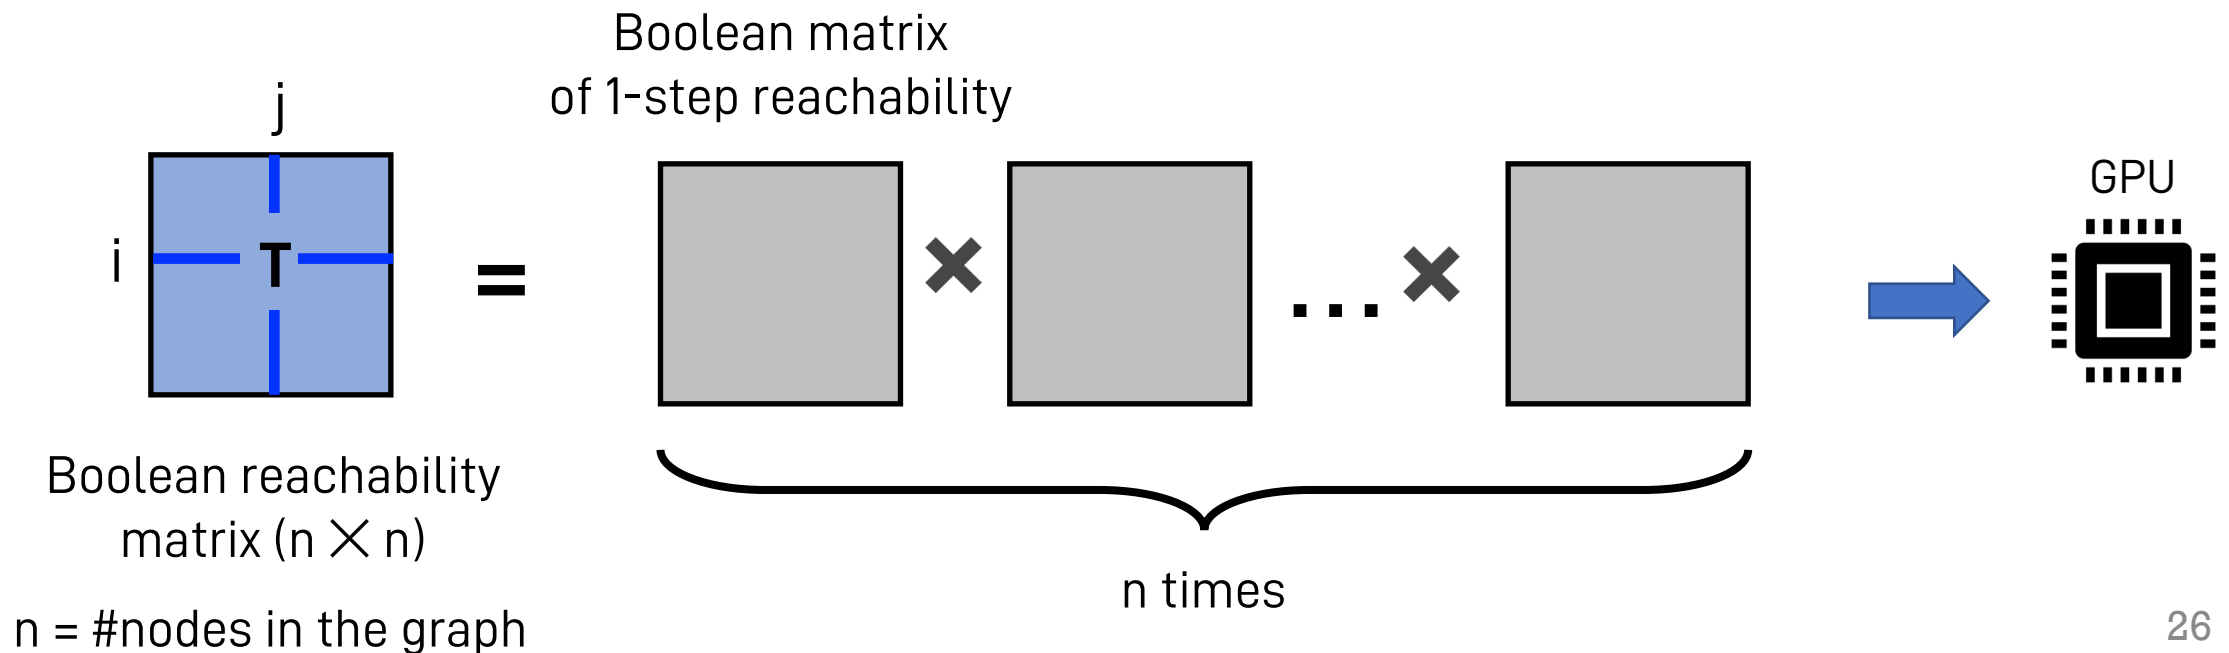 Boolean matrix
of 1-step reachability
j
i
T
=
×
...
×
GPU
Boolean reachability
matrix (n × n)
n = #nodes in the graph
n times
26